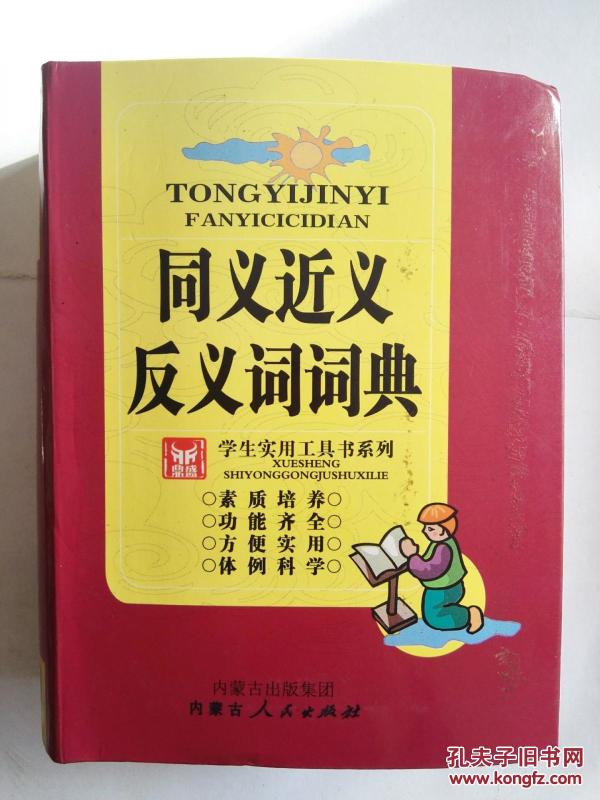 TONGYIJINYI
FANYICICIDIAN
同义近义
反义词词典
鼎盛
学生实用工具书系列
XUESHENG
SHIYONGGONGJUSHUXILIE
○素质培养○
○功能齐全○
○方便实用○
○体例科学○
内蒙古出版集团
内蒙古人民出版社
孔夫子旧书网
www.kongfz.com